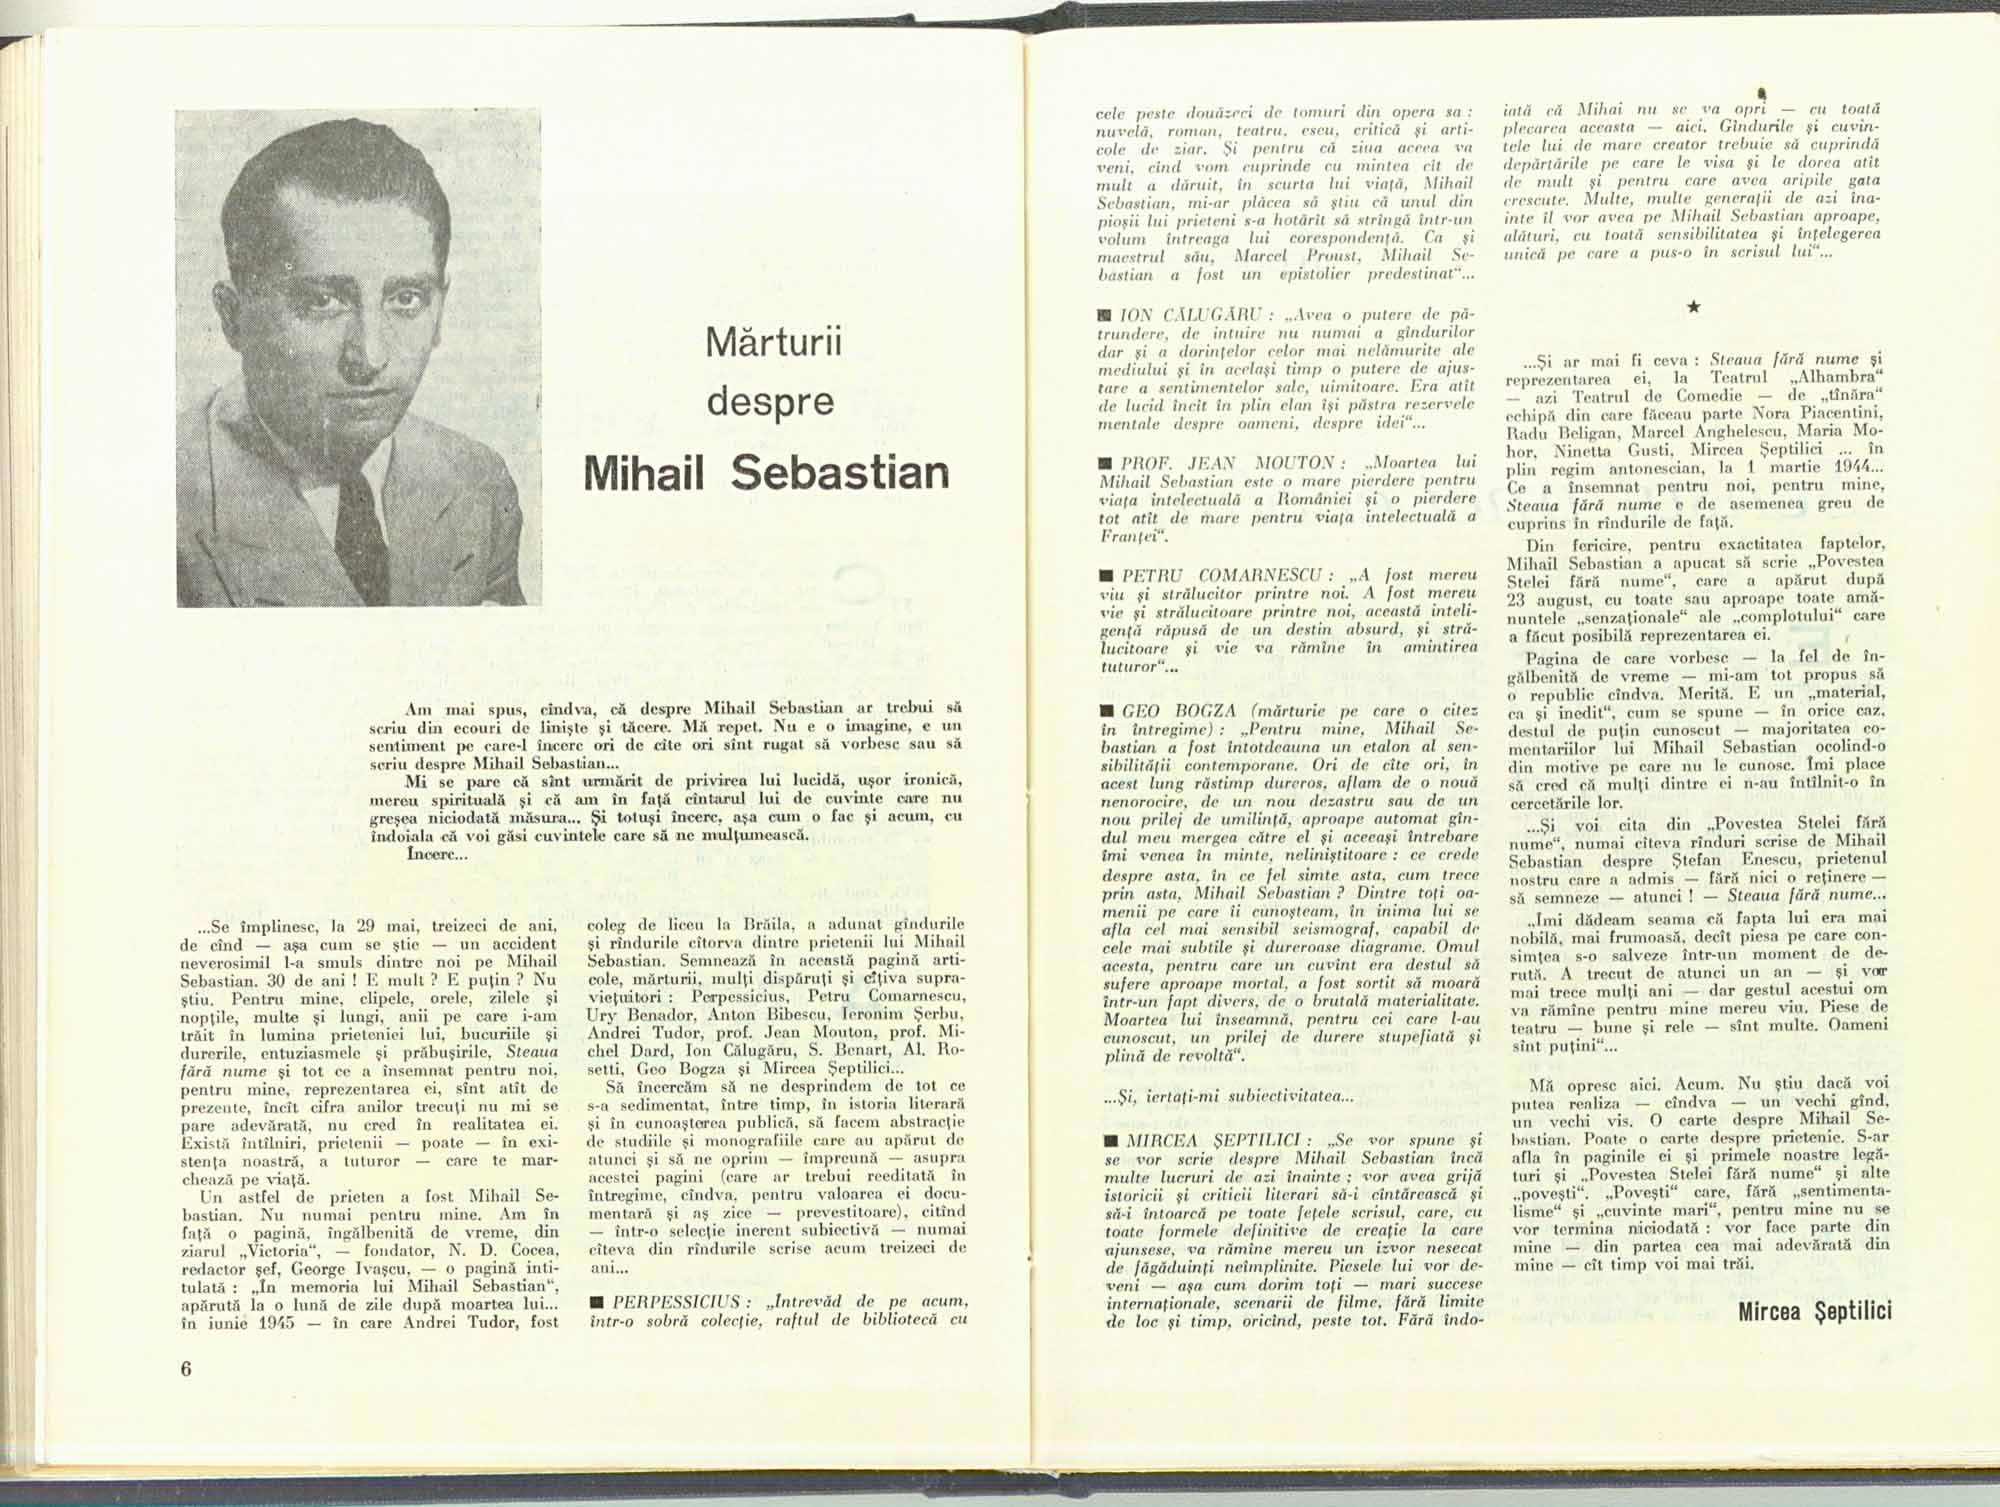 Mărturii
despre
Mihail Sebastian
Am mai spus, cîndva, că despre Mihail Sebastian ar trebui să
scriu din ecouri de liniște și tăcere. Mă repet. Nu e o imagine, e un
sentiment pe care-l încerc ori de cîte ori sînt rugat să vorbesc sau să
scriu despre Mihail Sebastian...
Mi se pare că sînt urmărit de privirea lui lucidă, ușor ironică,
mereu spirituală și că am în față cîntarul lui de cuvinte care nu
greșea niciodată măsura... Și totuși încerc, așa cum o fac și acum, cu
îndoiala că voi găsi cuvintele care să ne mulțumească.
Încerc...
...Se împlinesc, la 29 mai, treizeci de ani,
de cînd — așa cum se știe — un accident
neverosimil l-a smuls dintre noi pe Mihail
Sebastian. 30 de ani ! E mult ? E puțin ? Nu
știu. Pentru mine, clipele, orele, zilele și
nopțile, multe și lungi, anii pe care i-am
trăit în lumina prieteniei lui, bucuriile și
durerile, entuziasmele și prăbușirile, Steaua
fără nume și tot ce a însemnat pentru noi,
pentru mine, reprezentarea ei, sînt atît de
prezente, încît cifra anilor trecuți nu mi se
pare adevărată, nu cred în realitatea ei.
Există întîlniri, prietenii — poate — în exi-
stența noastră, a tuturor — care te mar-
chează pe viață.
Un astfel de prieten a fost Mihail Se-
bastian. Nu numai pentru mine. Am în
față o pagină, îngălbenită de vreme, din
ziarul „Victoria“, — fondator, N. D. Cocea,
redactor șef, George Ivașcu, — o pagină inti-
tulată : „In memoria lui Mihail Sebastian“,
apărută la o lună de zile după moartea lui...
în iunie 1945 — în care Andrei Tudor, fost
coleg de liceu la Brăila, a adunat gîndurile
și rîndurile cîtorva dintre prietenii lui Mihail
Sebastian. Semnează în această pagină arti-
cole, mărturii, mulți dispăruți și cîțiva supra-
viețuitori : Perpessicius, Petru Comarnescu,
Ury Benador, Anton Bibescu, Ieronim Șerbu,
Andrei Tudor, prof. Jean Mouton, prof. Mi-
chel Dard, Ion Călugăru, S. Benart, Al. Ro-
setti, Geo Bogza și Mircea Șeptilici...
Să încercăm să ne desprindem de tot ce
s-a sedimentat, între timp, în istoria literară
și în cunoașterea publică, să facem abstracție
de studiile și monografiile care au apărut de
atunci și să ne oprim — împreună — asupra
acestei pagini (care ar trebui reeditată în
întregime, cîndva, pentru valoarea ei docu-
mentară și aș zice — prevestitoare), citînd
— într-o selecție inerent subiectivă — numai
cîteva din rîndurile scrise acum treizeci de
ani...
■ PERPESSICIUS : „Intrevăd de pe acum,
într-o sobră colecție, raftul de bibliotecă cu
6
cele peste douăzeci de tomuri din opera sa :
nuvelă, roman, teatru, eseu, critică și arti-
cole de ziar. Și pentru că ziua aceea va
veni, cînd vom cuprinde cu mintea cît de
mult a dăruit, în scurta lui viață, Mihail
Sebastian, mi-ar plăcea să știu că unul din
pioșii lui prieteni s-a hotărît să strîngă într-un
volum întreaga lui corespondență. Ca și
maestrul său, Marcel Proust, Mihail Se-
bastian a fost un epistolier predestinat“...
■ ION CĂLUGĂRU : „Avea o putere de pă-
trundere, de intuire nu numai a gîndurilor
dar și a dorințelor celor mai nelămurite ale
mediului și în același timp o putere de ajus-
tare a sentimentelor sale, uimitoare. Era atît
de lucid încît în plin elan își păstra rezervele
mentale despre oameni, despre idei“...
■ PROF. JEAN MOUTON : „Moartea lui
Mihail Sebastian este o mare pierdere pentru
viața intelectuală a României și o pierdere
tot atît de mare pentru viața intelectuală a
Franței“.
■ PETRU COMARNESCU : „A fost mereu
viu și strălucitor printre noi. A fost mereu
vie și strălucitoare printre noi, această inteli-
gență răpusă de un destin absurd, și stră-
lucitoare și vie va rămîne în amintirea
tuturor“...
■ GEO BOGZA (mărturie pe care o citez
în întregime) : „Pentru mine, Mihail Se-
bastian a fost întotdeauna un etalon al sen-
sibilității contemporane. Ori de cîte ori, în
acest lung răstimp dureros, aflam de o nouă
nenorocire, de un nou dezastru sau de un
nou prilej de umilință, aproape automat gîn-
dul meu mergea către el și aceeași întrebare
îmi venea în minte, neliniștitoare : ce crede
despre asta, în ce fel simte asta, cum trece
prin asta, Mihail Sebastian ? Dintre toți oa-
menii pe care îi cunoșteam, în inima lui se
afla cel mai sensibil seismograf, capabil de
cele mai subtile și dureroase diagrame. Omul
acesta, pentru care un cuvînt era destul să
sufere aproape mortal, a fost sortit să moară
într-un fapt divers, de o brutală materialitate.
Moartea lui înseamnă, pentru cei care l-au
cunoscut, un prilej de durere stupefiată și
plină de revoltă“.
...Și, iertați-mi subiectivitatea...
■ MIRCEA ȘEPTILICI : „Se vor spune și
se vor scrie despre Mihail Sebastian încă
multe lucruri de azi înainte ; vor avea grijă
istoricii și criticii literari să-i cîntărească și
să-i întoarcă pe toate fețele scrisul, care, cu
toate formele definitive de creație la care
ajunsese, va rămîne mereu un izvor nesecat
de făgăduinți neîmplinite. Piesele lui vor de-
veni — așa cum dorim toți — mari succese
internaționale, scenarii de filme, fără limite
de loc și timp, oricînd, peste tot. Fără îndo-
iată că Mihai nu se va opri — cu toată
plecarea aceasta — aici. Gîndurile și cuvin-
tele lui de mare creator trebuie să cuprindă
depărtările pe care le visa și le dorea atît
de mult și pentru care avea aripile gata
crescute. Multe, multe generații de azi îna-
inte îl vor avea pe Mihail Sebastian aproape,
alături, cu toată sensibilitatea și înțelegerea
unică pe care a pus-o în scrisul lui“...
★
...Și ar mai fi ceva : Steaua fără nume și
reprezentarea ei, la Teatrul „Alhambra“
— azi Teatrul de Comedie — de „tînăra“
echipă din care făceau parte Nora Piacentini,
Radu Beligan, Marcel Anghelescu, Maria Mo-
hor, Ninetta Gusti, Mircea Șeptilici ... în
plin regim antonescian, la 1 martie 1944...
Ce a însemnat pentru noi, pentru mine,
Steaua fără nume e de asemenea greu de
cuprins în rîndurile de față.
Din fericire, pentru exactitatea faptelor,
Mihail Sebastian a apucat să scrie „Povestea
Stelei fără nume“, care a apărut după
23 august, cu toate sau aproape toate amă-
nuntele „senzaționale“ ale „complotului“ care
a făcut posibilă reprezentarea ei.
Pagina de care vorbesc — la fel de în-
gălbenită de vreme — mi-am tot propus să
o republic cîndva. Merită. E un „material,
ca și inedit“, cum se spune — în orice caz,
destul de puțin cunoscut — majoritatea co-
mentariilor lui Mihail Sebastian ocolind-o
din motive pe care nu le cunosc. Îmi place
să cred că mulți dintre ei n-au întîlnit-o în
cercetările lor.
...Și voi cita din „Povestea Stelei fără
nume“, numai cîteva rînduri scrise de Mihail
Sebastian despre Ștefan Enescu, prietenul
nostru care a admis — fără nici o reținere —
să semneze — atunci ! — Steaua fără nume...
„Imi dădeam seama că fapta lui era mai
nobilă, mai frumoasă, decît piesa pe care con-
simțea s-o salveze într-un moment de de-
rută. A trecut de atunci un an — și vor
mai trece mulți ani — dar gestul acestui om
va rămîne pentru mine mereu viu. Piese de
teatru — bune și rele — sînt multe. Oameni
sînt puțini“...
Mă opresc aici. Acum. Nu știu dacă voi
putea realiza — cîndva — un vechi gînd,
un vechi vis. O carte despre Mihail Se-
bastian. Poate o carte despre prietenie. S-ar
afla în paginile ei și primele noastre legă-
turi și „Povestea Stelei fără nume“ și alte
„povești“. „Povești“ care, fără „sentimenta-
lisme“ și „cuvinte mari“, pentru mine nu se
vor termina niciodată : vor face parte din
mine — din partea cea mai adevărată din
mine — cît timp voi mai trăi.
Mircea Șeptilici